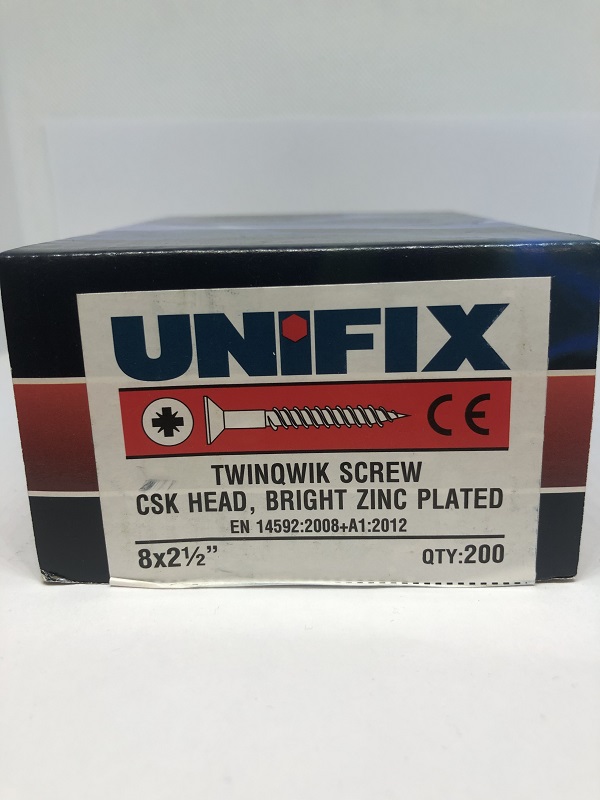 UNIFIX
CE
TWINQWIK SCREW
CSK HEAD, BRIGHT ZINC PLATED
EN 14592:2008+A1:2012
8x2½” QTY:200